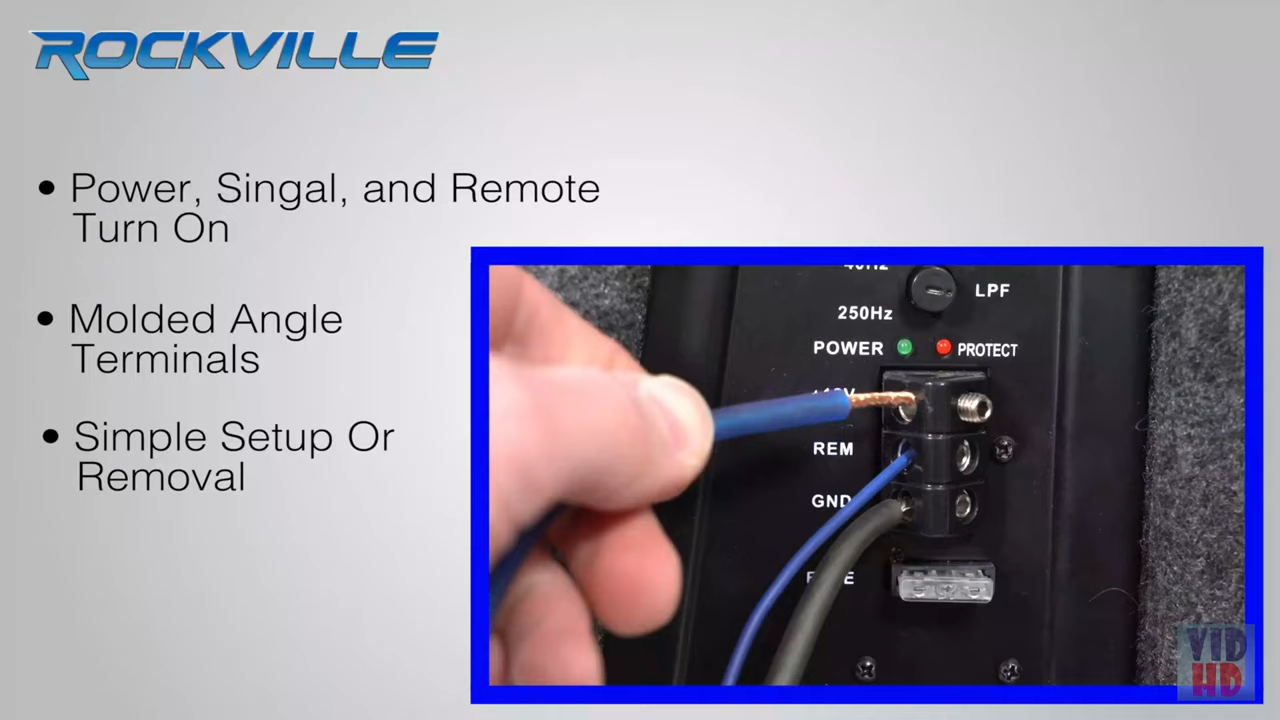 ROCKVILLE
• Power, Singal, and Remote
Turn On
• Molded Angle
Terminals
• Simple Setup Or
Removal
LPF
250Hz
POWER
PROTECT
REM
GND
VID
HD